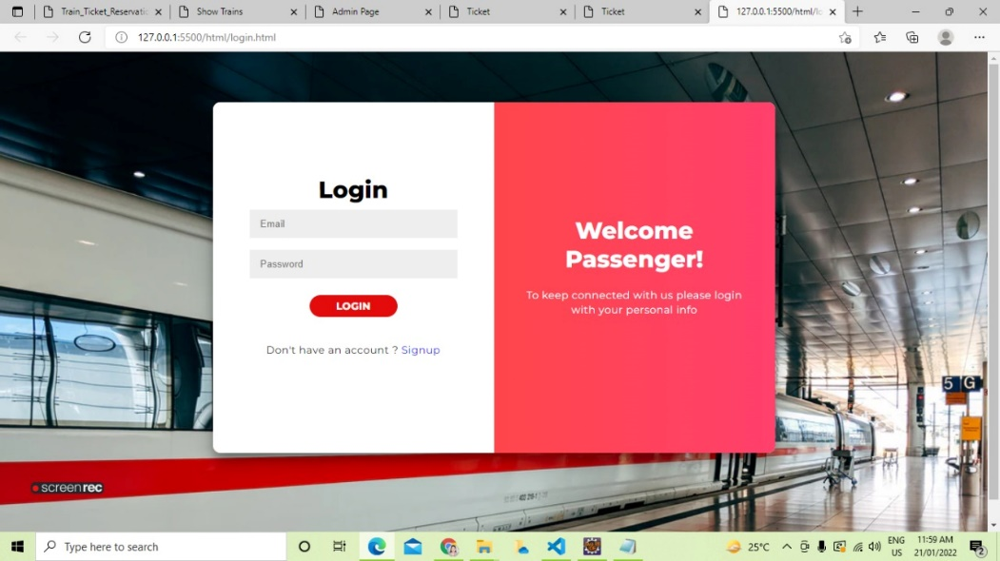 Train_Ticket_Reservatic
Show Trains
Admin Page
Ticket
Ticket
127.0.0.1:5500/html/lo
127.0.0.1:5500/html/login.html
Login
Email
Password
LOGIN
Don't have an account ? Signup
Welcome
Passenger!
To keep connected with us please login
with your personal info
5 G
screenrec
Type here to search
25°C
ENG
US
11:59 AM
21/01/2022
2